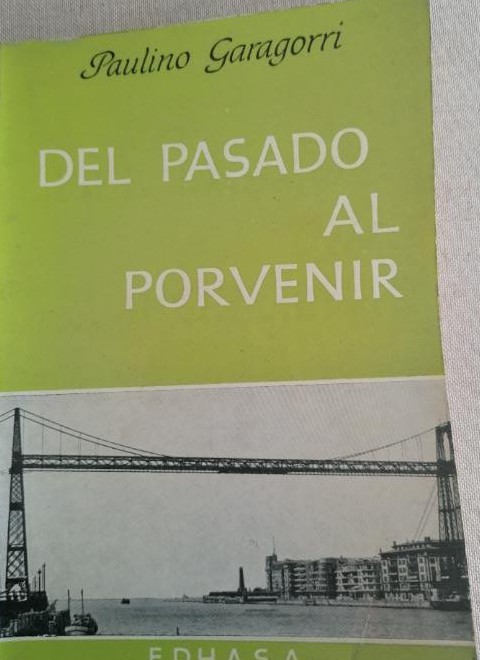 Paulino Garagorri
DEL PASADO
AL
PORVENIR
EDHASA